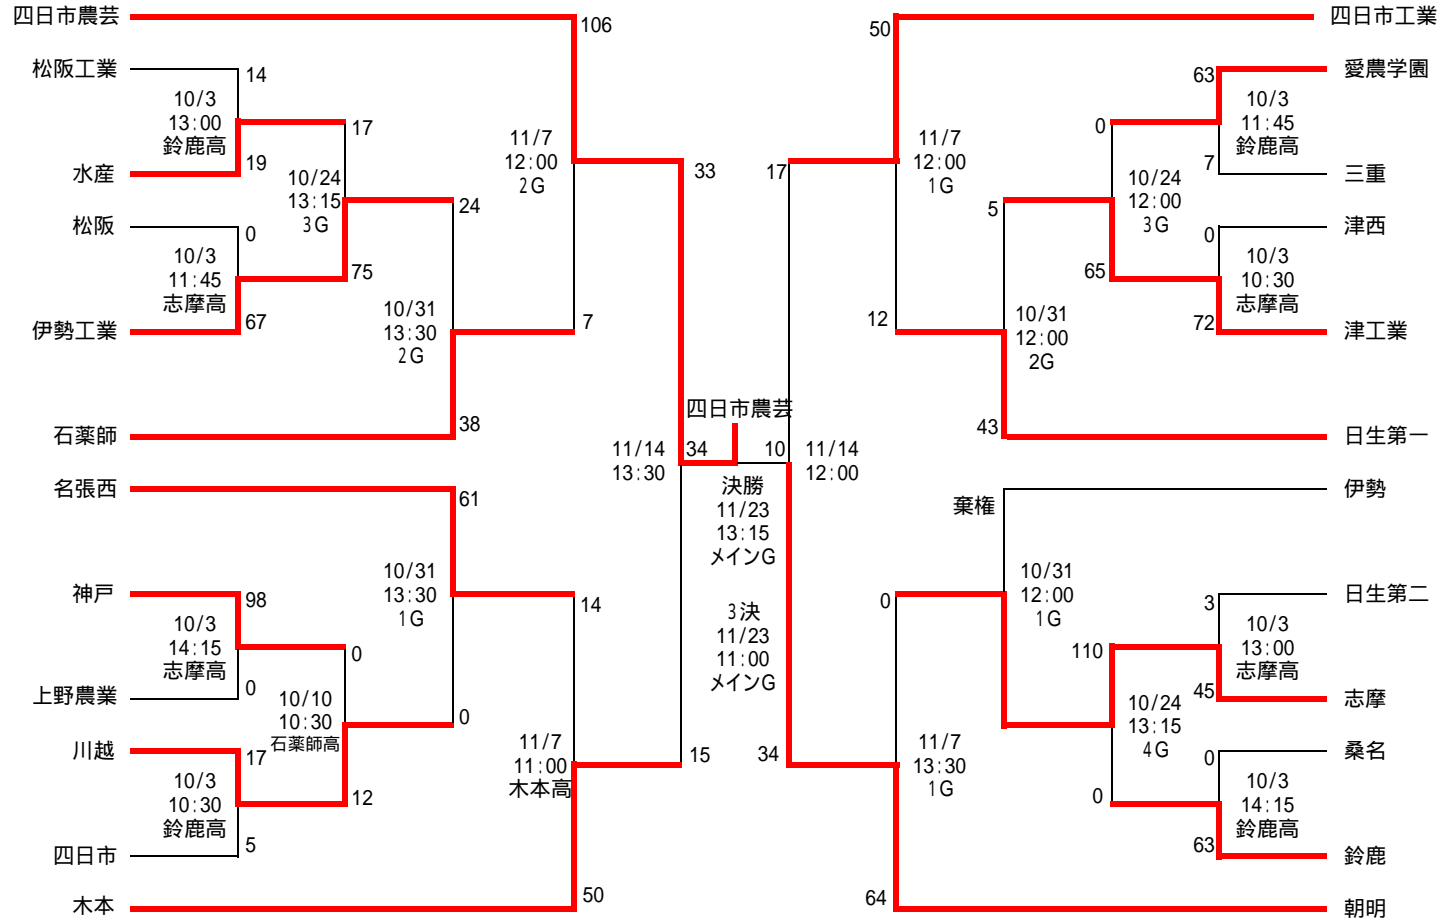 四日市農芸
106
50
四日市工業
松阪工業
14
63
愛農学園
10/3
13:00
鈴鹿高
17
11/7
12:00
2G
11/7
12:00
1G
0
10/3
11:45
鈴鹿高
水産
19
10/24
13:15
3G
33
17
10/24
12:00
3G
7
三重
松阪
0
24
5
0
津西
10/3
11:45
志摩高
75
65
10/3
10:30
志摩高
伊勢工業
67
10/31
13:30
2G
7
12
10/31
12:00
2G
72
津工業
四日市農芸
石薬師
38
11/14
13:30
34
10
11/14
12:00
43
日生第一
名張西
61
決勝
11/23
13:15
メインG
棄権
伊勢
神戸
98
10/31
13:30
1G
14
3決
11/23
11:00
メインG
0
10/31
12:00
1G
3
日生第二
10/3
14:15
志摩高
0
110
10/3
13:00
志摩高
上野農業
0
10/10
10:30
石薬師高
0
10/24
13:15
4G
45
志摩
川越
17
11/7
11:00
木本高
15
34
11/7
13:30
1G
0
桑名
10/3
10:30
鈴鹿高
12
0
10/3
14:15
鈴鹿高
四日市
5
63
鈴鹿
木本
50
64
朝明